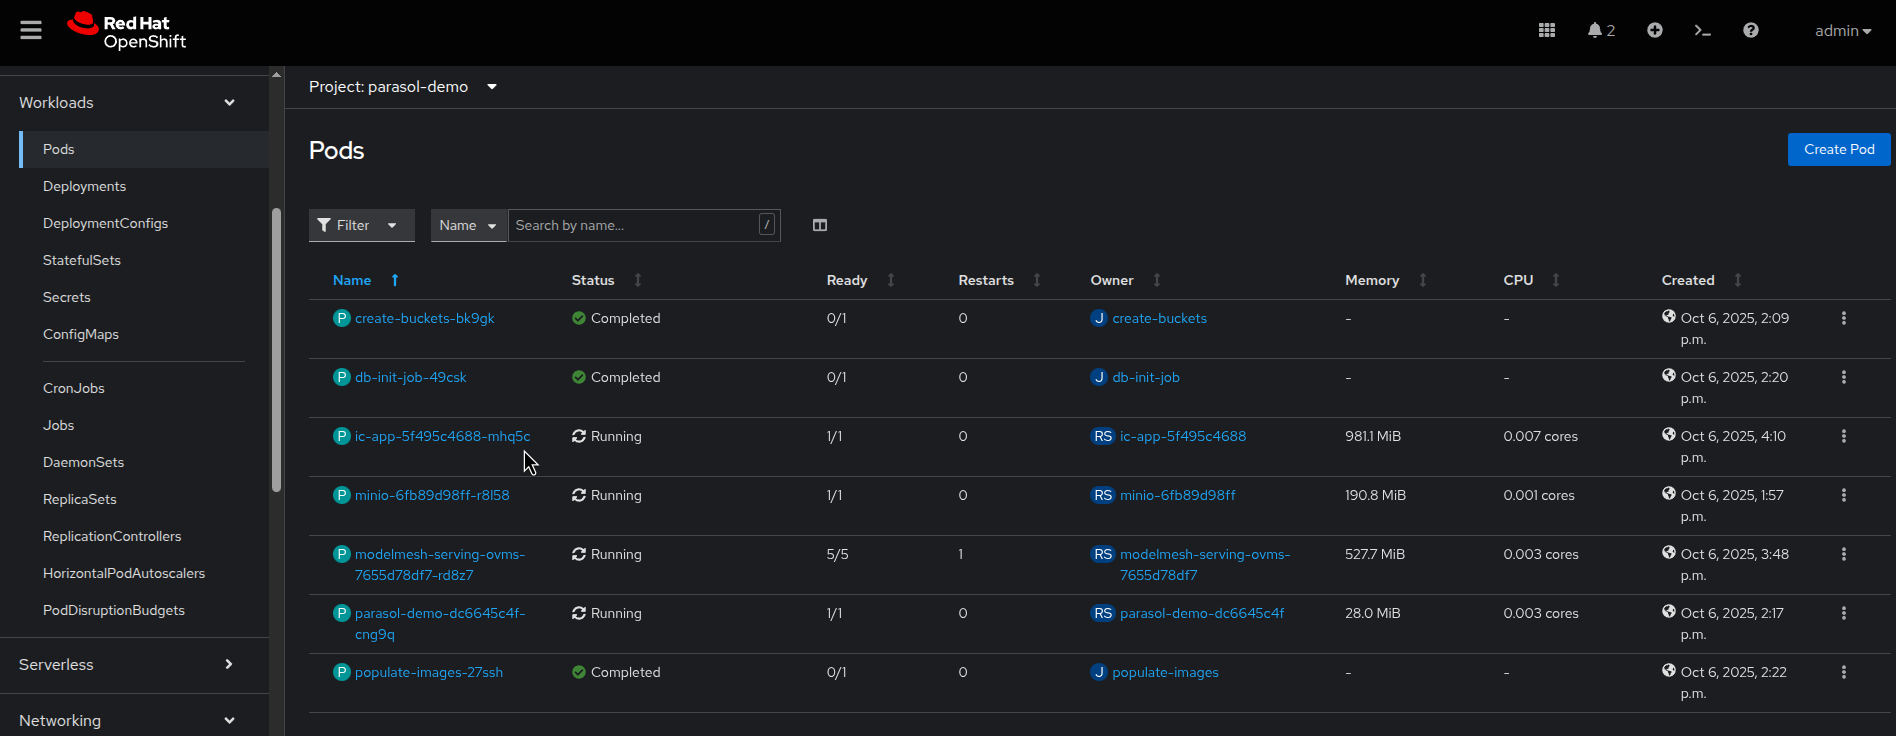 Red Hat
OpenShift
2
admin
Workloads
Pods
Deployments
DeploymentConfigs
StatefulSets
Secrets
ConfigMaps
CronJobs
Jobs
DaemonSets
ReplicaSets
ReplicationControllers
HorizontalPodAutoscalers
PodDisruptionBudgets
Serverless
Networking
Project: parasol-demo
Pods
Create Pod
Filter
Name
Search by name...
/
Name Status Ready Restarts Owner Memory CPU Created
P create-buckets-bk9gk Completed 0/1 0 J create-buckets - - Oct 6, 2025, 2:09
p.m.
P db-init-job-49csk Completed 0/1 0 J db-init-job - - Oct 6, 2025, 2:20
p.m.
P ic-app-5f495c4688-mhq5c Running 1/1 0 RS ic-app-5f495c4688 981.1 MiB 0.007 cores Oct 6, 2025, 4:10
p.m.
P minio-6fb89d98ff-r8l58 Running 1/1 0 RS minio-6fb89d98ff 190.8 MiB 0.001 cores Oct 6, 2025, 1:57
p.m.
P modelmesh-serving-ovms- Running 5/5 1 RS modelmesh-serving-ovms- 527.7 MiB 0.003 cores Oct 6, 2025, 3:48
7655d78df7-rd8z7 7655d78df7 p.m.
P parasol-demo-dc6645c4f- Running 1/1 0 RS parasol-demo-dc6645c4f 28.0 MiB 0.003 cores Oct 6, 2025, 2:17
cng9q p.m.
P populate-images-27ssh Completed 0/1 0 J populate-images - - Oct 6, 2025, 2:22
p.m.